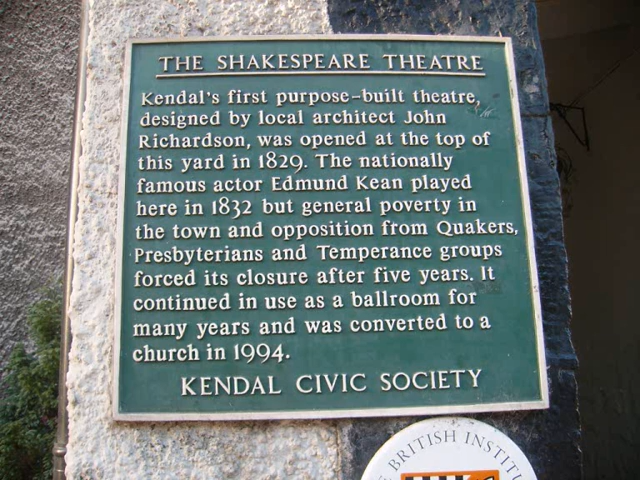 THE SHAKESPEARE THEATRE
Kendal's first purpose-built theatre,
designed by local architect John
Richardson, was opened at the top of
this yard in 1829. The nationally
famous actor Edmund Kean played
here in 1832 but general poverty in
the town and opposition from Quakers,
Presbyterians and Temperance groups
forced its closure after five years. It
continued in use as a ballroom for
many years and was converted to a
church in 1994.
KENDAL CIVIC SOCIETY
BRITISH